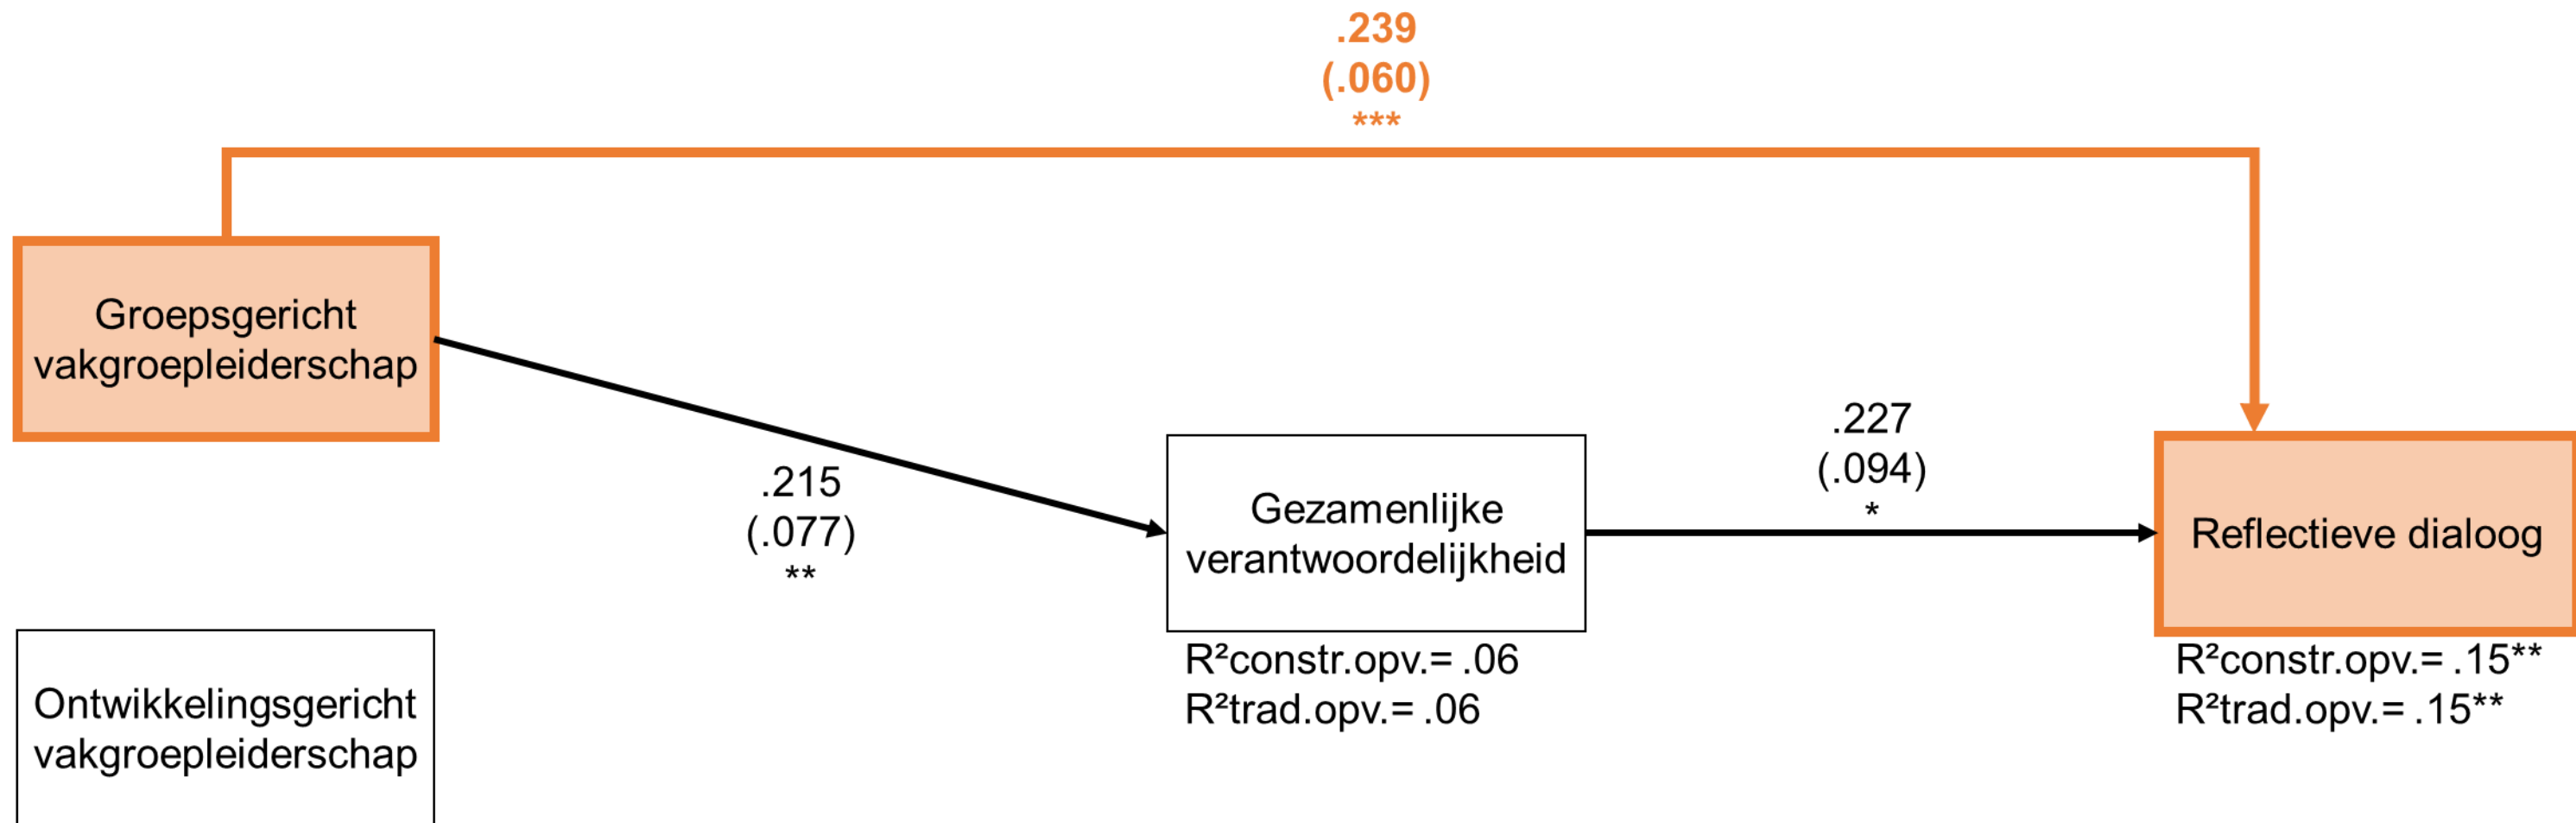 .239
(.060)
***
Groepsgericht
vakgroepleiderschap
.215
(.077)
**
Gezamenlijke
verantwoordelijkheid
.227
(.094)
*
Reflectieve dialoog
R²constr.opv.= .06
R²trad.opv.= .06
R²constr.opv.= .15**
R²trad.opv.= .15**
Ontwikkelingsgericht
vakgroepleiderschap